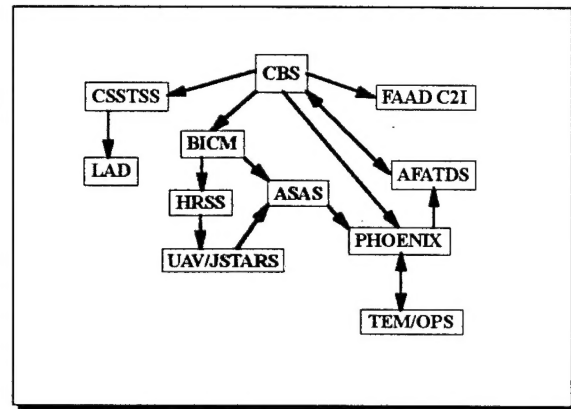 CBS
CSSTSS
FAAD C2I
BICM
LAD
AFATDS
ASAS
HRSS
PHOENIX
UAV/JSTARS
TEM/OPS